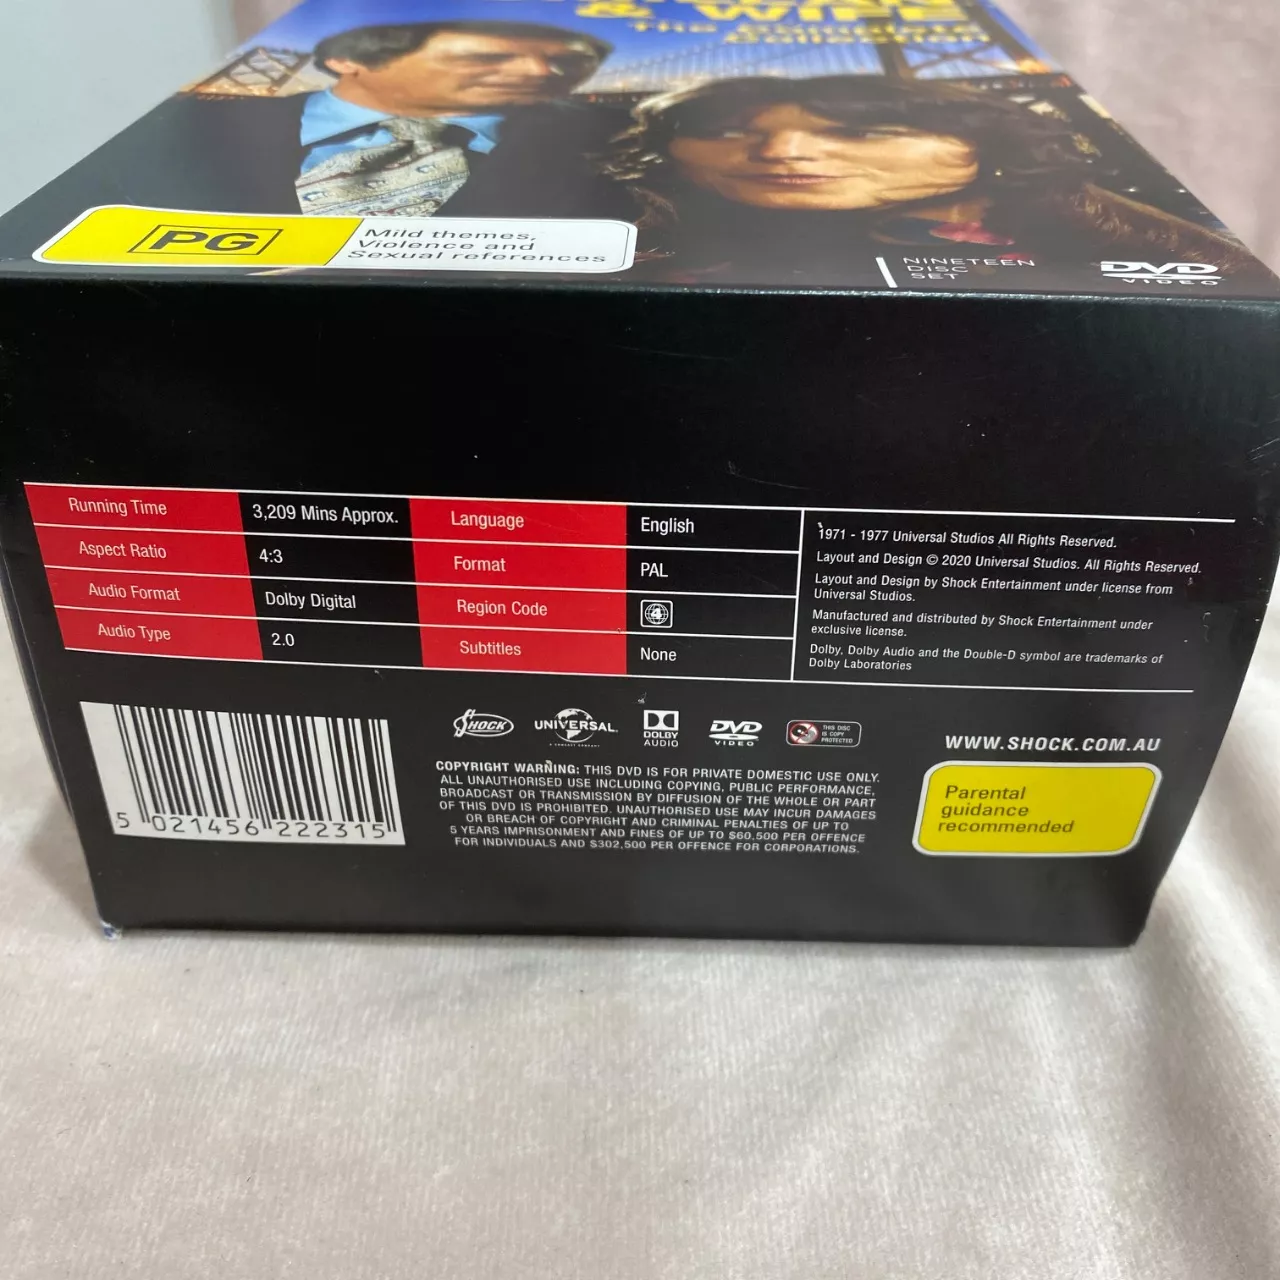 & WIFE
The Complete
Collection
PG
Mild themes,
Violence and
Sexual references
NINETEEN
DISC
SET
DVD
VIDEO
Running Time 3,209 Mins Approx. Language English
Aspect Ratio 4:3 Format PAL
Audio Format Dolby Digital Region Code 4
Audio Type 2.0 Subtitles None
1971 - 1977 Universal Studios All Rights Reserved.
Layout and Design © 2020 Universal Studios. All Rights Reserved.
Layout and Design by Shock Entertainment under license from
Universal Studios.
Manufactured and distributed by Shock Entertainment under
exclusive license.
Dolby, Dolby Audio and the Double-D symbol are trademarks of
Dolby Laboratories
5 021456 222315
SHOCK
UNIVERSAL
DOLBY
AUDIO
DVD
VIDEO
THIS DISC
IS COPY
PROTECTED
COPYRIGHT WARNING: THIS DVD IS FOR PRIVATE DOMESTIC USE ONLY.
ALL UNAUTHORISED USE INCLUDING COPYING, PUBLIC PERFORMANCE,
BROADCAST OR TRANSMISSION BY DIFFUSION OF THE WHOLE OR PART
OF THIS DVD IS PROHIBITED. UNAUTHORISED USE MAY INCUR DAMAGES
OR BREACH OF COPYRIGHT AND CRIMINAL PENALTIES OF UP TO
5 YEARS IMPRISONMENT AND FINES OF UP TO $60,500 PER OFFENCE
FOR INDIVIDUALS AND $302,500 PER OFFENCE FOR CORPORATIONS.
WWW.SHOCK.COM.AU
Parental
guidance
recommended